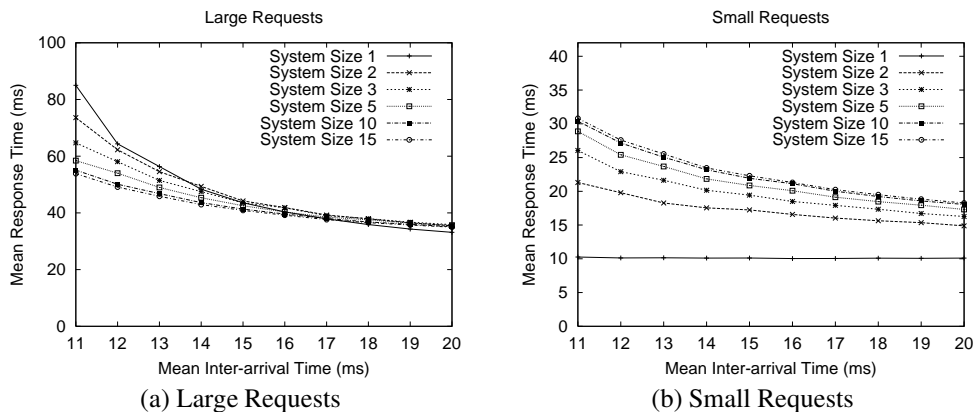 Large Requests
Mean Response Time (ms)
100
80
60
40
20
0
System Size 1
System Size 2
System Size 3
System Size 5
System Size 10
System Size 15
11 12 13 14 15 16 17 18 19 20
Mean Inter-arrival Time (ms)
(a) Large Requests
Small Requests
Mean Response Time (ms)
40
35
30
25
20
15
10
5
0
System Size 1
System Size 2
System Size 3
System Size 5
System Size 10
System Size 15
11 12 13 14 15 16 17 18 19 20
Mean Inter-arrival Time (ms)
(b) Small Requests